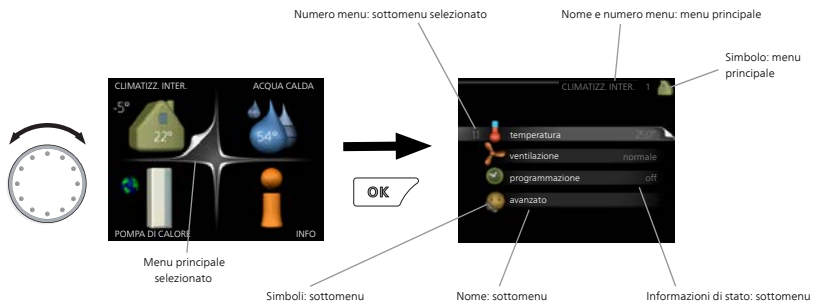 Numero menu: sottomenu selezionato
Nome e numero menu: menu principale
Simbolo: menu
principale
CLIMATIZZ. INTER.
ACQUA CALDA
-5°
22°
54°
POMPA DI CALORE
INFO
Menu principale
selezionato
OK
CLIMATIZZ. INTER. 1
temperatura
ventilazione normale
programmazione off
avanzato
Simboli: sottomenu
Nome: sottomenu
Informazioni di stato: sottomenu